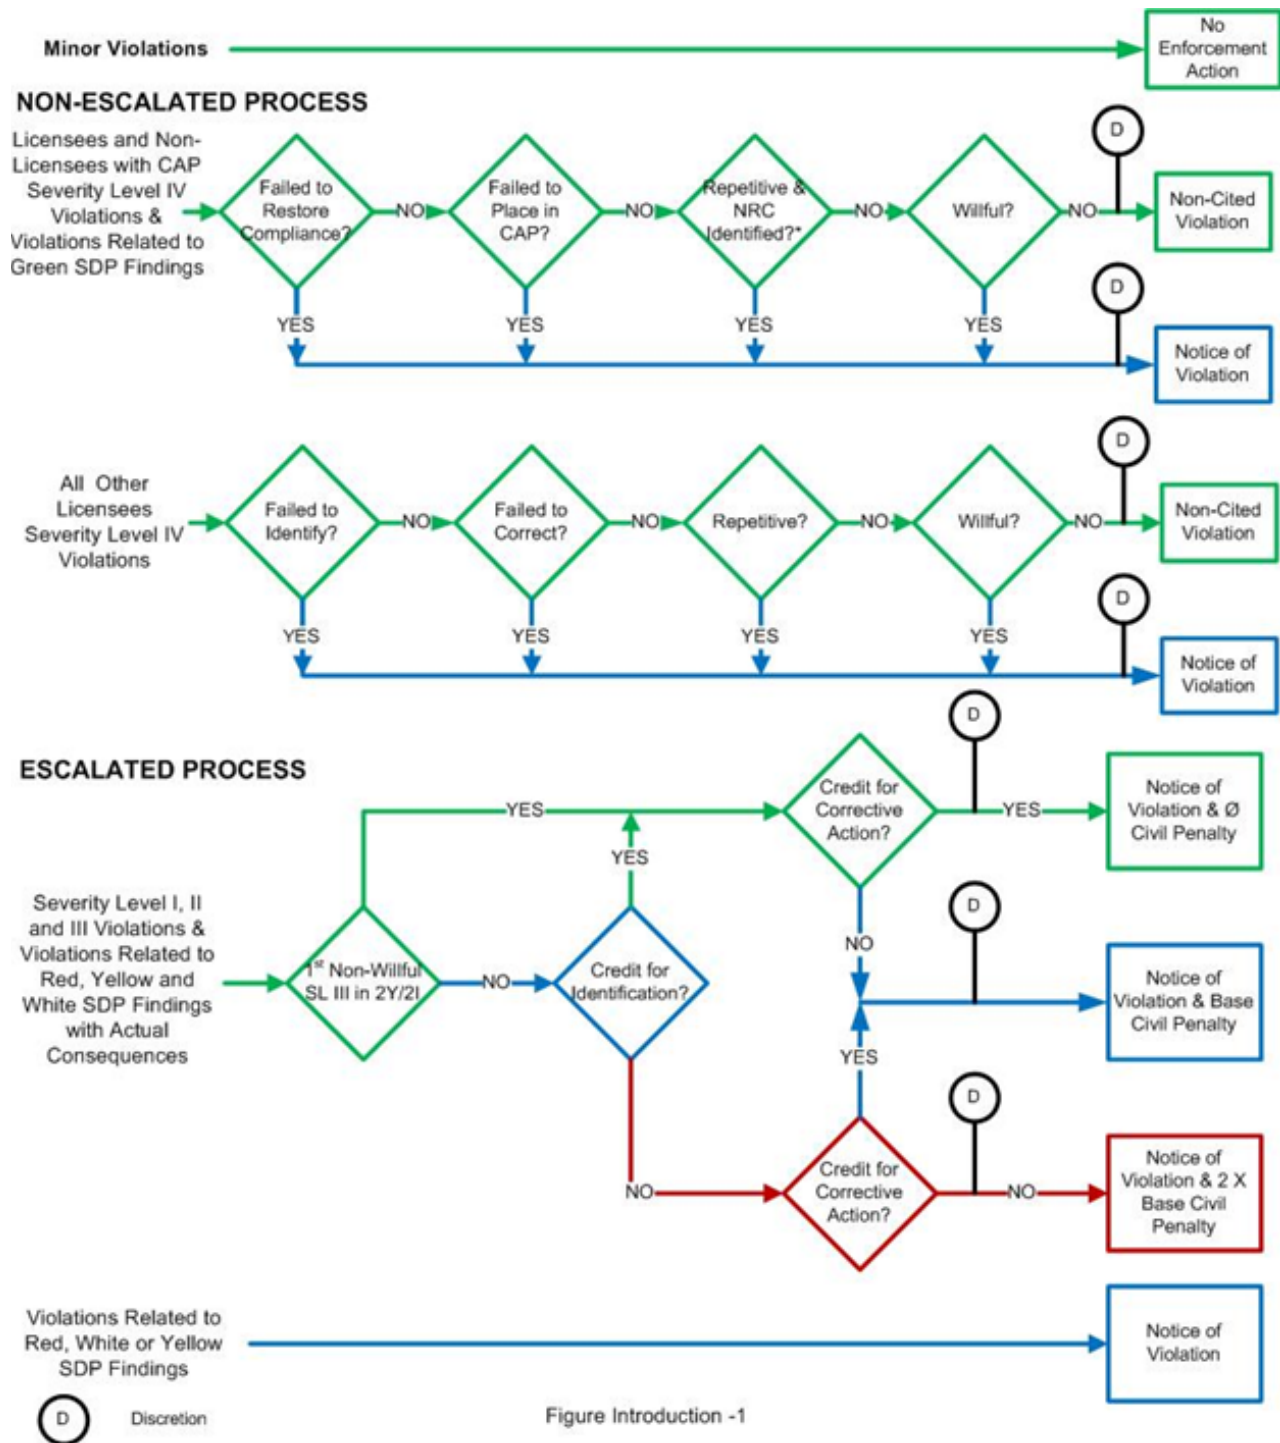 Minor Violations
No
Enforcement
Action
NON-ESCALATED PROCESS
Licensees and Non-
Licensees with CAP
Severity Level IV
Violations &
Violations Related to
Green SDP Findings
Failed to
Restore
Compliance?
NO
Failed to
Place in
CAP?
NO
Repetitive &
NRC
Identified?*
NO
Willful?
NO
D
Non-Cited
Violation
YES
YES
YES
YES
D
Notice of
Violation
All Other
Licensees
Severity Level IV
Violations
Failed to
Identify?
NO
Failed to
Correct?
NO
Repetitive?
NO
Willful?
NO
D
Non-Cited
Violation
YES
YES
YES
YES
D
Notice of
Violation
ESCALATED PROCESS
Severity Level I, II
and III Violations &
Violations Related to
Red, Yellow and
White SDP Findings
with Actual
Consequences
1st Non-Willful
SL III in 2Y/2I
YES
NO
Credit for
Identification?
YES
NO
Credit for
Corrective
Action?
D
YES
Notice of
Violation & Ø
Civil Penalty
NO
D
Notice of
Violation & Base
Civil Penalty
YES
Credit for
Corrective
Action?
D
NO
Notice of
Violation & 2 X
Base Civil
Penalty
Violations Related to
Red, White or Yellow
SDP Findings
Notice of
Violation
D
Discretion
Figure Introduction -1